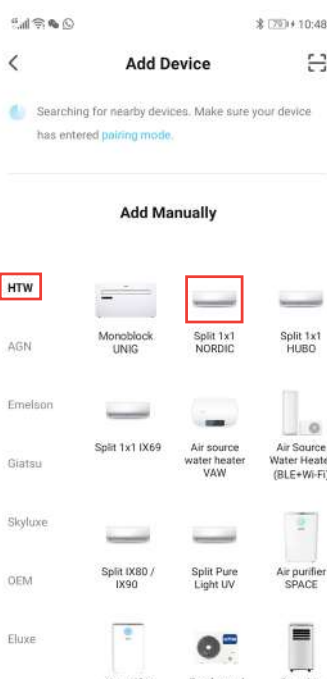 10:48
Add Device
Searching for nearby devices. Make sure your device
has entered pairing mode.
Add Manually
HTW
AGN
Emelson
Giatsu
Skyluxe
OEM
Eluxe
Monoblock
UNIG
Split 1x1
NORDIC
Split 1x1
HUBO
Split 1x1 IX69
Air source
water heater
VAW
Air Source
Water Heate
(BLE+Wi-Fi)
Split IX80 /
IX90
Split Pure
Light UV
Air purifier
SPACE